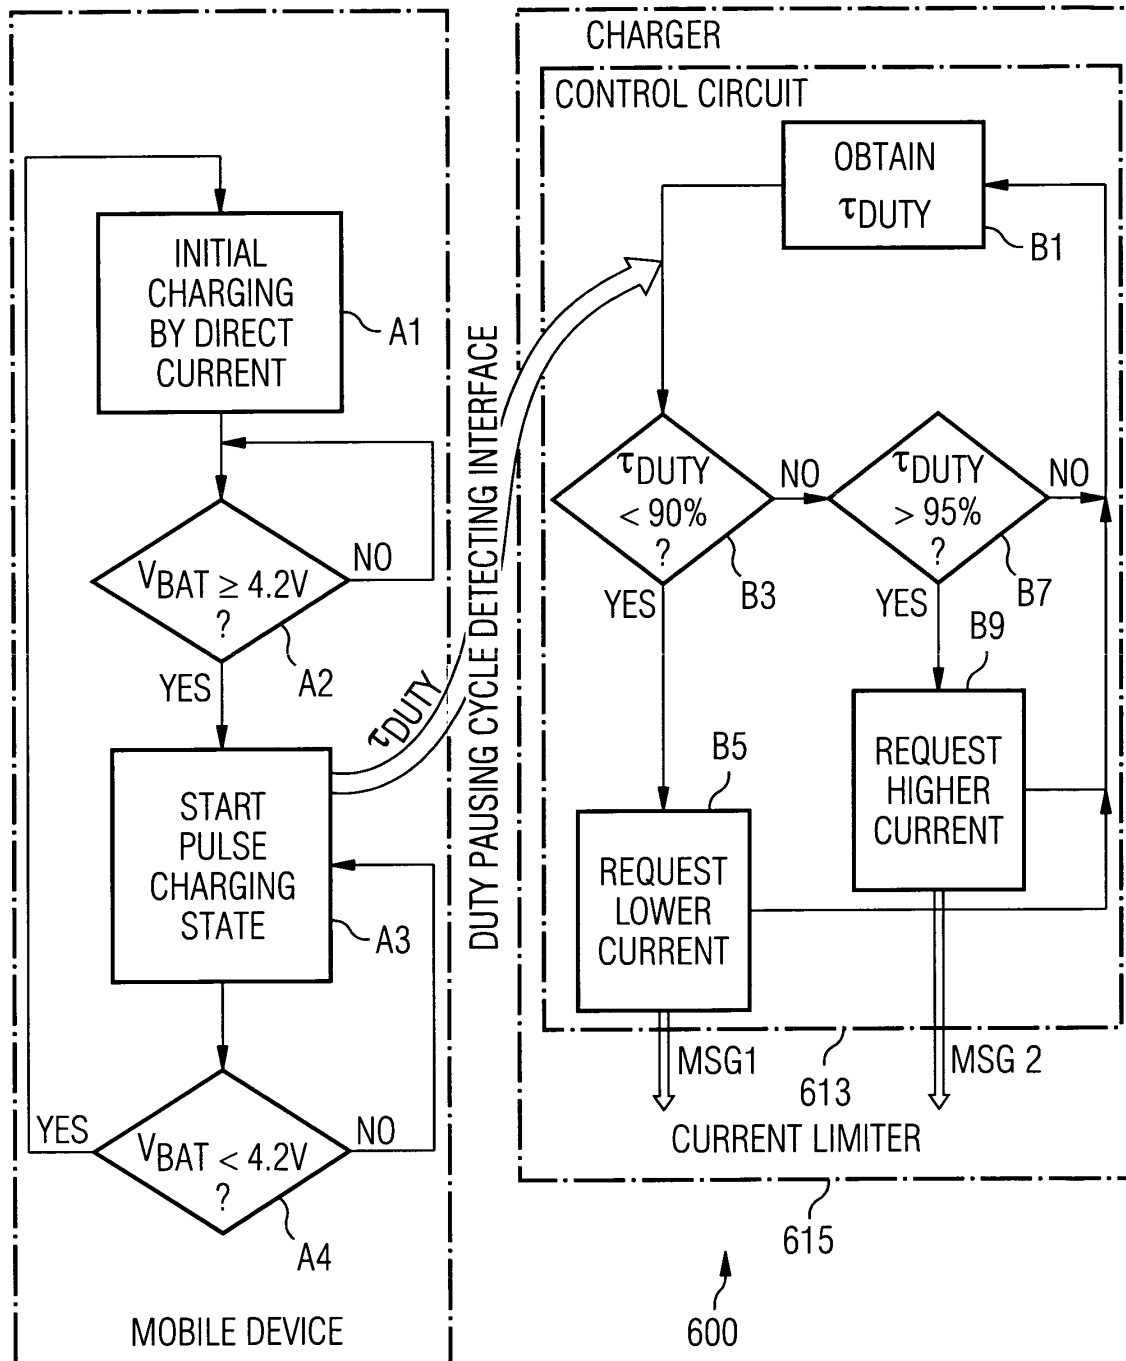 INITIAL
CHARGING
BY DIRECT
CURRENT
A1
VBAT ≥ 4.2V
?
NO
YES
A2
START
PULSE
CHARGING
STATE
A3
τDUTY
VBAT < 4.2V
?
YES
NO
A4
MOBILE DEVICE
DUTY PAUSING CYCLE DETECTING INTERFACE
CHARGER
CONTROL CIRCUIT
OBTAIN
τDUTY
B1
τDUTY
< 90%
?
NO
YES
B3
τDUTY
> 95%
?
NO
YES
B7
B9
REQUEST
HIGHER
CURRENT
B5
REQUEST
LOWER
CURRENT
MSG1
613
MSG 2
CURRENT LIMITER
615
600